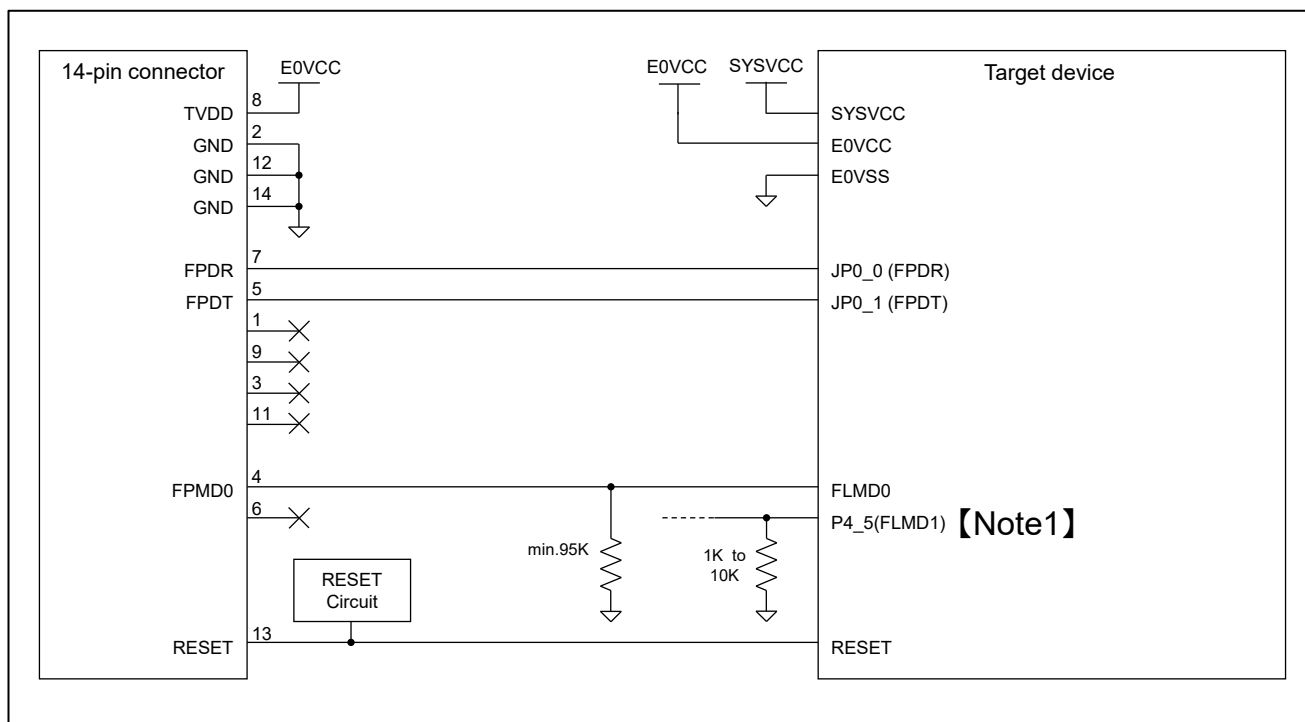 14-pin connector
E0VCC
E0VCC
SYSVCC
Target device
TVDD
8
SYSVCC
GND
2
E0VCC
GND
12
E0VSS
GND
14
FPDR
7
JP0_0 (FPDR)
FPDT
5
JP0_1 (FPDT)
1
9
3
11
FPMD0
4
FLMD0
6
P4_5(FLMD1) 【Note1】
min.95K
1K to
10K
RESET
Circuit
RESET
13
RESET